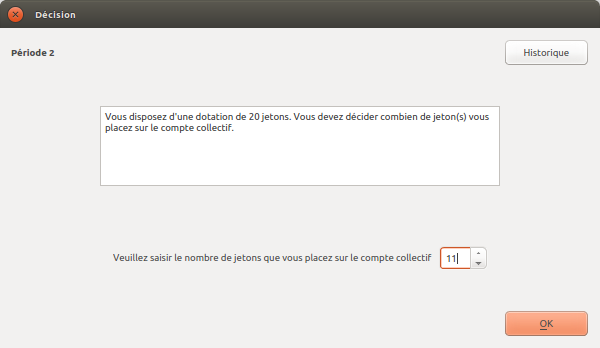 Décision
Période 2
Historique
Vous disposez d'une dotation de 20 jetons. Vous devez décider combien de jeton(s) vous
placez sur le compte collectif.
Veuillez saisir le nombre de jetons que vous placez sur le compte collectif
11
OK